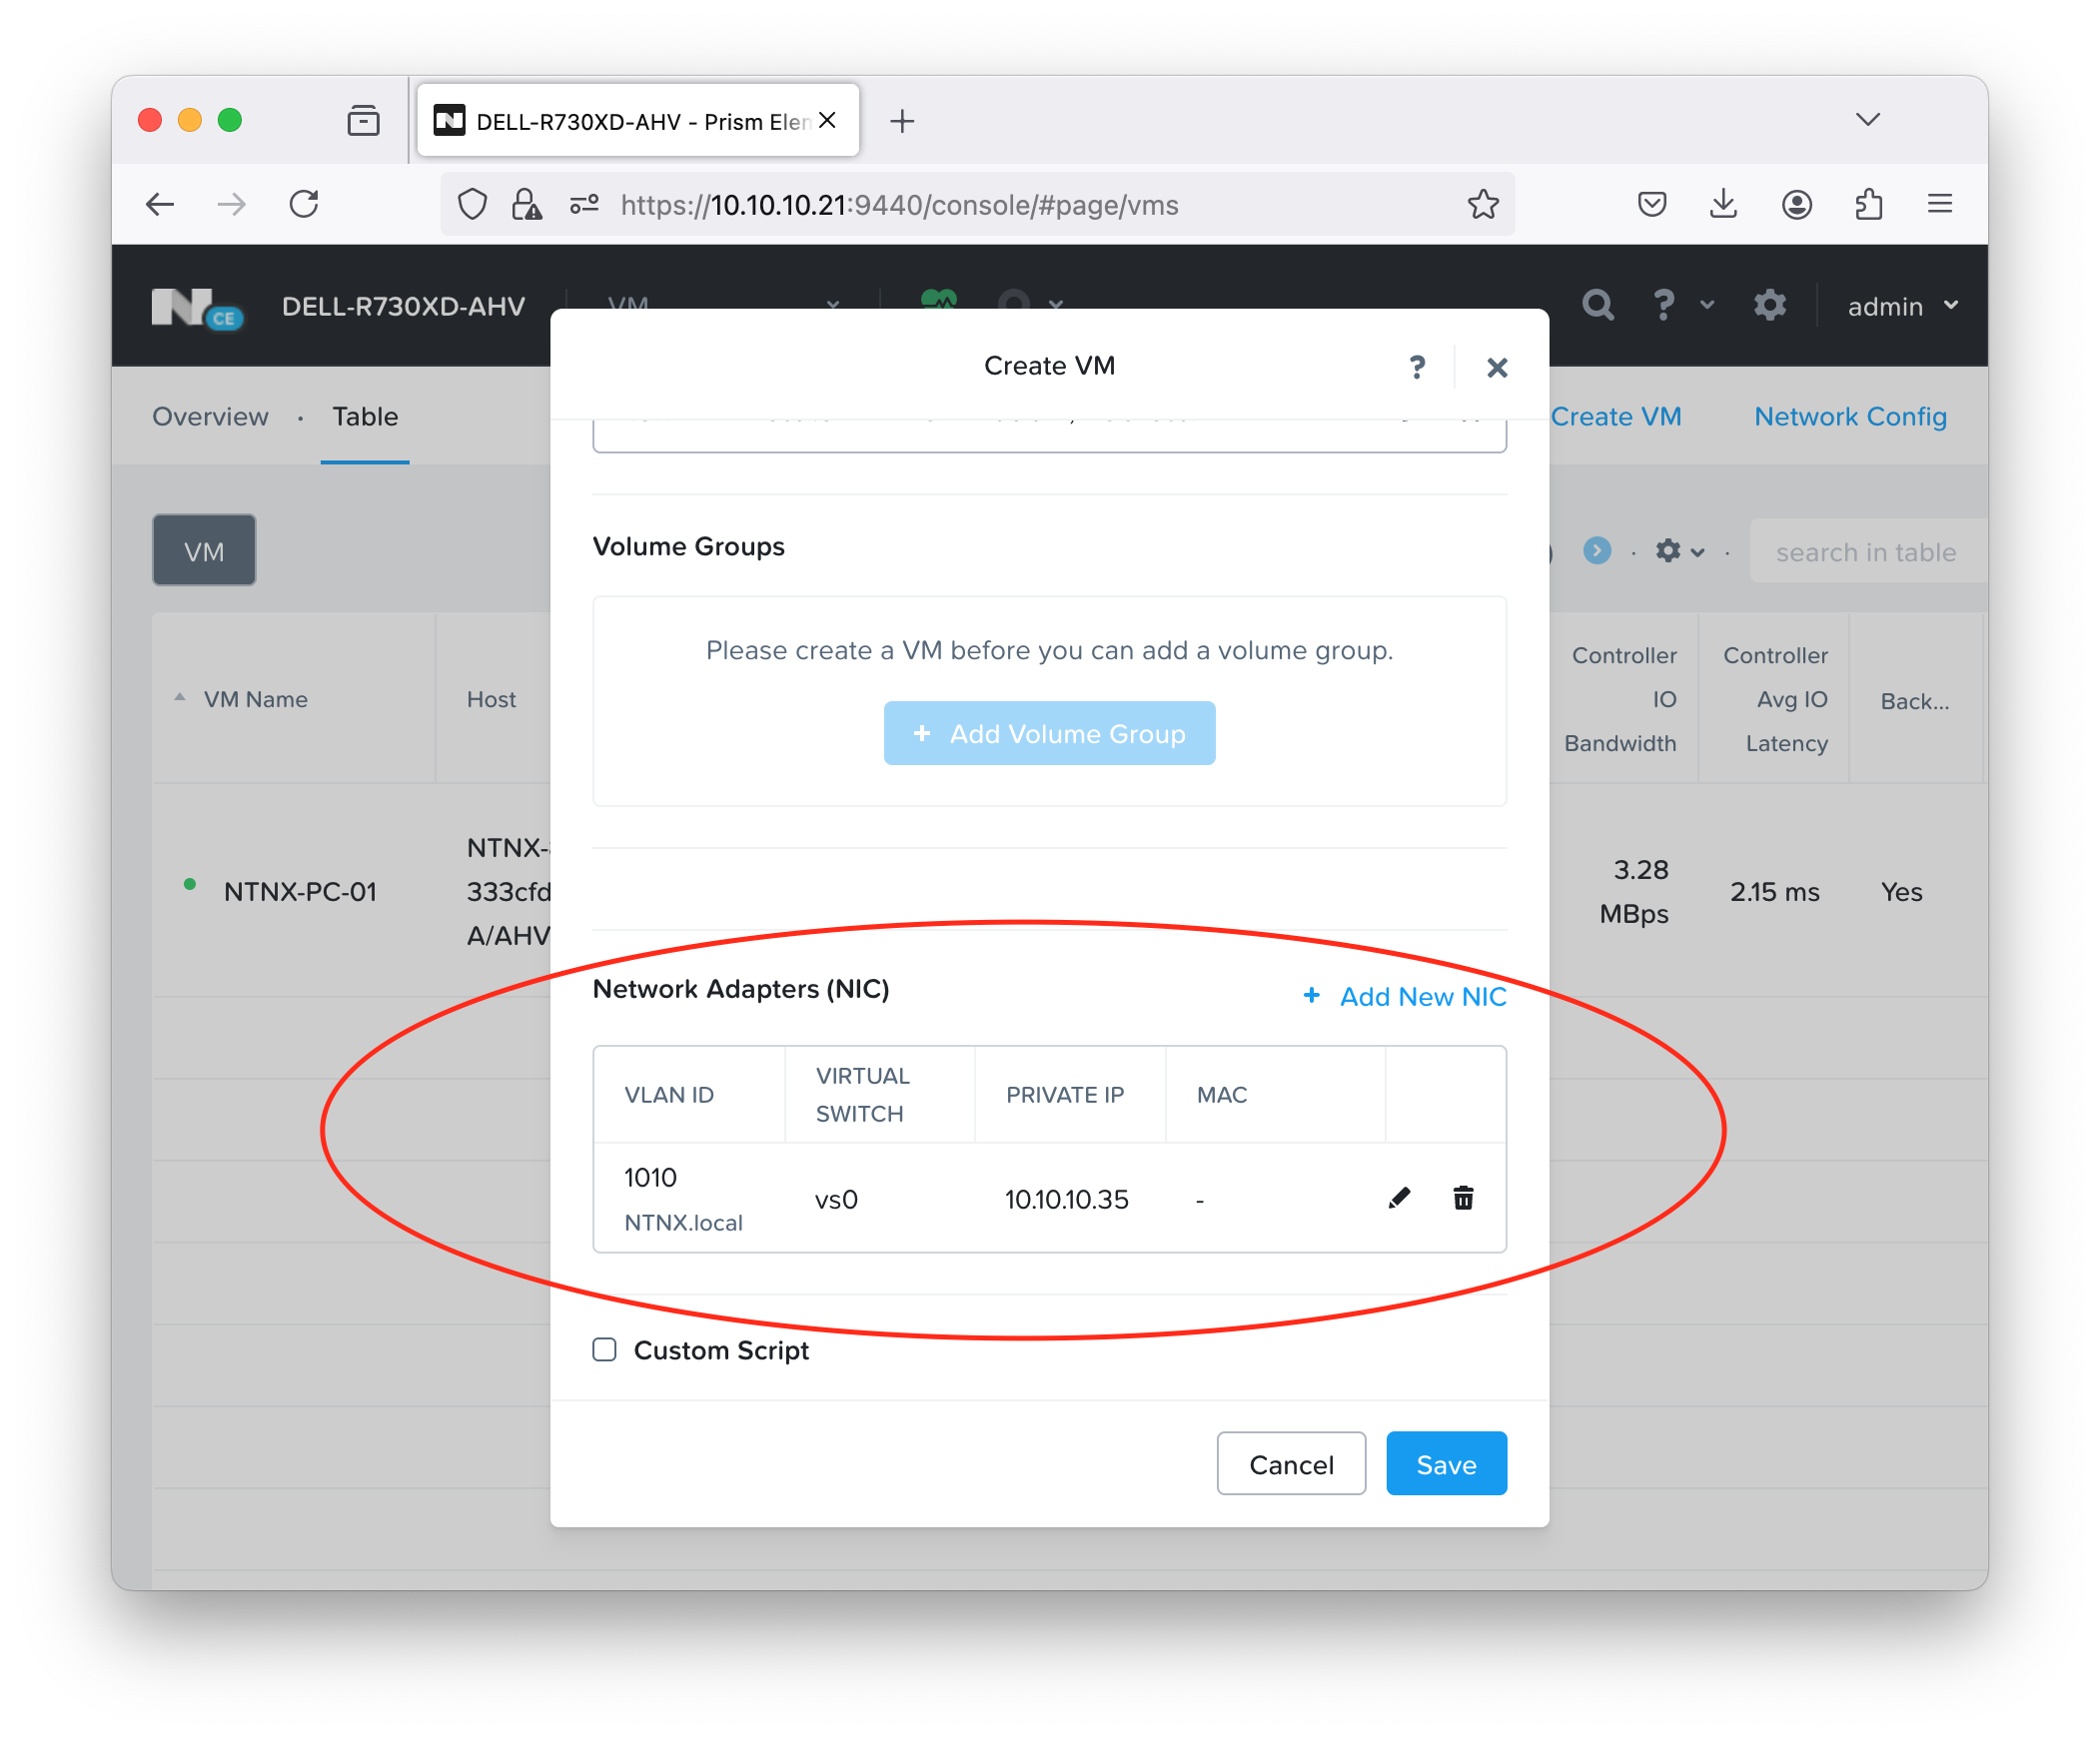 DELL-R730XD-AHV - Prism Elen
https://10.10.10.21:9440/console/#page/vms
N CE
DELL-R730XD-AHV
VM
admin
Create VM
Overview · Table
Create VM
Network Config
VM
search in table
Volume Groups
Please create a VM before you can add a volume group.
+ Add Volume Group
VM Name
Host
Controller
IO
Bandwidth
Controller
Avg IO
Latency
Back...
NTNX-PC-01
NTNX-
333cfd
A/AHV
3.28
MBps
2.15 ms
Yes
Network Adapters (NIC)
+ Add New NIC
VLAN ID
VIRTUAL
SWITCH
PRIVATE IP
MAC
1010
NTNX.local
vs0
10.10.10.35
-
Custom Script
Cancel
Save